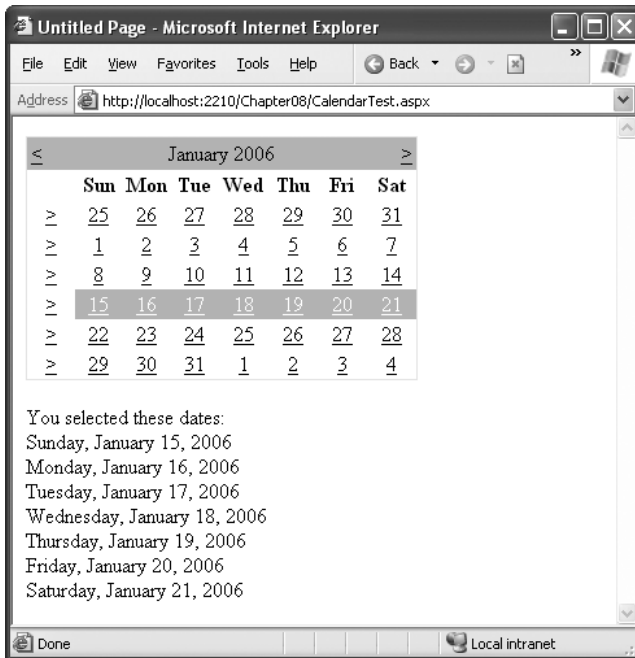 Untitled Page - Microsoft Internet Explorer
File Edit View Favorites Tools Help Back »
Address http://localhost:2210/Chapter08/CalendarTest.aspx
< January 2006 >
Sun Mon Tue Wed Thu Fri Sat
> 25 26 27 28 29 30 31
> 1 2 3 4 5 6 7
> 8 9 10 11 12 13 14
> 15 16 17 18 19 20 21
> 22 23 24 25 26 27 28
> 29 30 31 1 2 3 4
You selected these dates:
Sunday, January 15, 2006
Monday, January 16, 2006
Tuesday, January 17, 2006
Wednesday, January 18, 2006
Thursday, January 19, 2006
Friday, January 20, 2006
Saturday, January 21, 2006
Done Local intranet